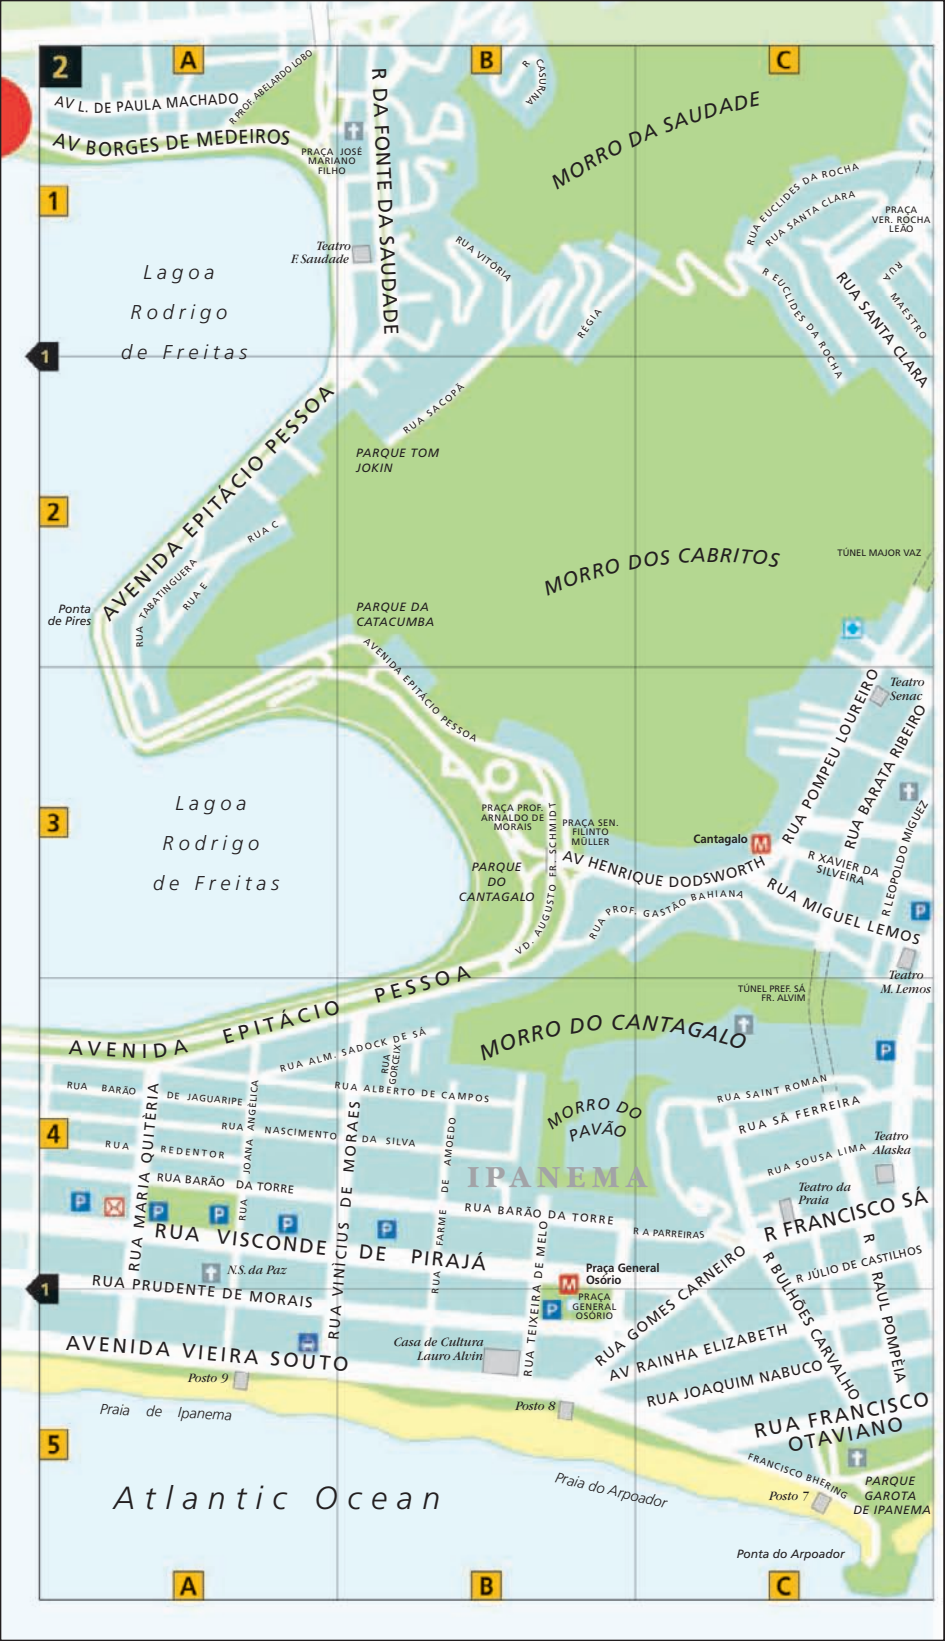 2
A
B
C
AV L. DE PAULA MACHADO
R PROF. ABELARDO LOBO
AV BORGES DE MEDEIROS
R DA FONTE DA SAUDADE
R CASURINA
MORRO DA SAUDADE
PRAÇA JOSÉ
MARIANO
FILHO
1
RUA EUCLIDES DA ROCHA
RUA SANTA CLARA
PRAÇA
VER. ROCHA
LEÃO
Teatro
F. Saudade
RUA VITÓRIA
RÉGIA
R EUCLIDES DA ROCHA
RUA SANTA CLARA
RUA MAESTRO
Lagoa
Rodrigo
de Freitas
1
RUA SACOPÃ
AVENIDA EPITÁCIO PESSOA
PARQUE TOM
JOKIN
2
RUA C
RUA TABATINGUERA
RUA E
MORRO DOS CABRITOS
TÚNEL MAJOR VAZ
Ponta
de Pires
PARQUE DA
CATACUMBA
AVENIDA EPITÁCIO PESSOA
Teatro
Senac
RUA POMPEU LOUREIRO
RUA BARATA RIBEIRO
3
Lagoa
Rodrigo
de Freitas
PRAÇA PROF.
ARNALDO DE
MORAIS
VD. AUGUSTO FR. SCHMIDT
PRAÇA SEN.
FILINTO
MÜLLER
Cantagalo
M
AV HENRIQUE DODSWORTH
R XAVIER DA
SILVEIRA
R LEOPOLDO MIGUEZ
PARQUE
DO
CANTAGALO
RUA PROF. GASTÃO BAHIANA
RUA MIGUEL LEMOS
P
Teatro
M. Lemos
TÚNEL PREF. SÁ
FR. ALVIM
AVENIDA EPITÁCIO PESSOA
MORRO DO CANTAGALO
P
RUA ALM. SADOCK DE SÁ
RUA
GORCEIX
RUA BARÃO DE JAGUARIPE
RUA ALBERTO DE CAMPOS
RUA SAINT ROMAN
RUA SÃ FERREIRA
MORRO DO
PAVÃO
4
RUA MARIA QUITÉRIA
RUA JOANA ANGÉLICA
RUA NASCIMENTO DA SILVA
RUA REDENTOR
RUA VINÌCIUS DE MORAES
RUA FARME DE AMOEDO
RUA SOUSA LIMA
Teatro
Alaska
IPANEMA
RUA BARÃO DA TORRE
Teatro da
Praia
R FRANCISCO SÁ
P
P
P
P
P
RUA BARÃO DA TORRE
R A PARREIRAS
RUA VISCONDE DE PIRAJÁ
RUA TEIXEIRA DE MELO
N.S. da Paz
M
Praça General
Osório
P
PRAÇA
GENERAL
OSÓRIO
RUA GOMES CARNEIRO
R BULHÕES CARVALHO
R JÚLIO DE CASTILHOS
R RAUL POMPÈIA
1
RUA PRUDENTE DE MORAIS
AVENIDA VIEIRA SOUTO
Casa de Cultura
Lauro Alvin
AV RAINHA ELIZABETH
RUA JOAQUIM NABUCO
Posto 9
Posto 8
RUA FRANCISCO
OTAVIANO
Praia de Ipanema
5
FRANCISCO BHERING
Praia do Arpoador
Posto 7
PARQUE
GAROTA
DE IPANEMA
Atlantic Ocean
Ponta do Arpoador
A
B
C